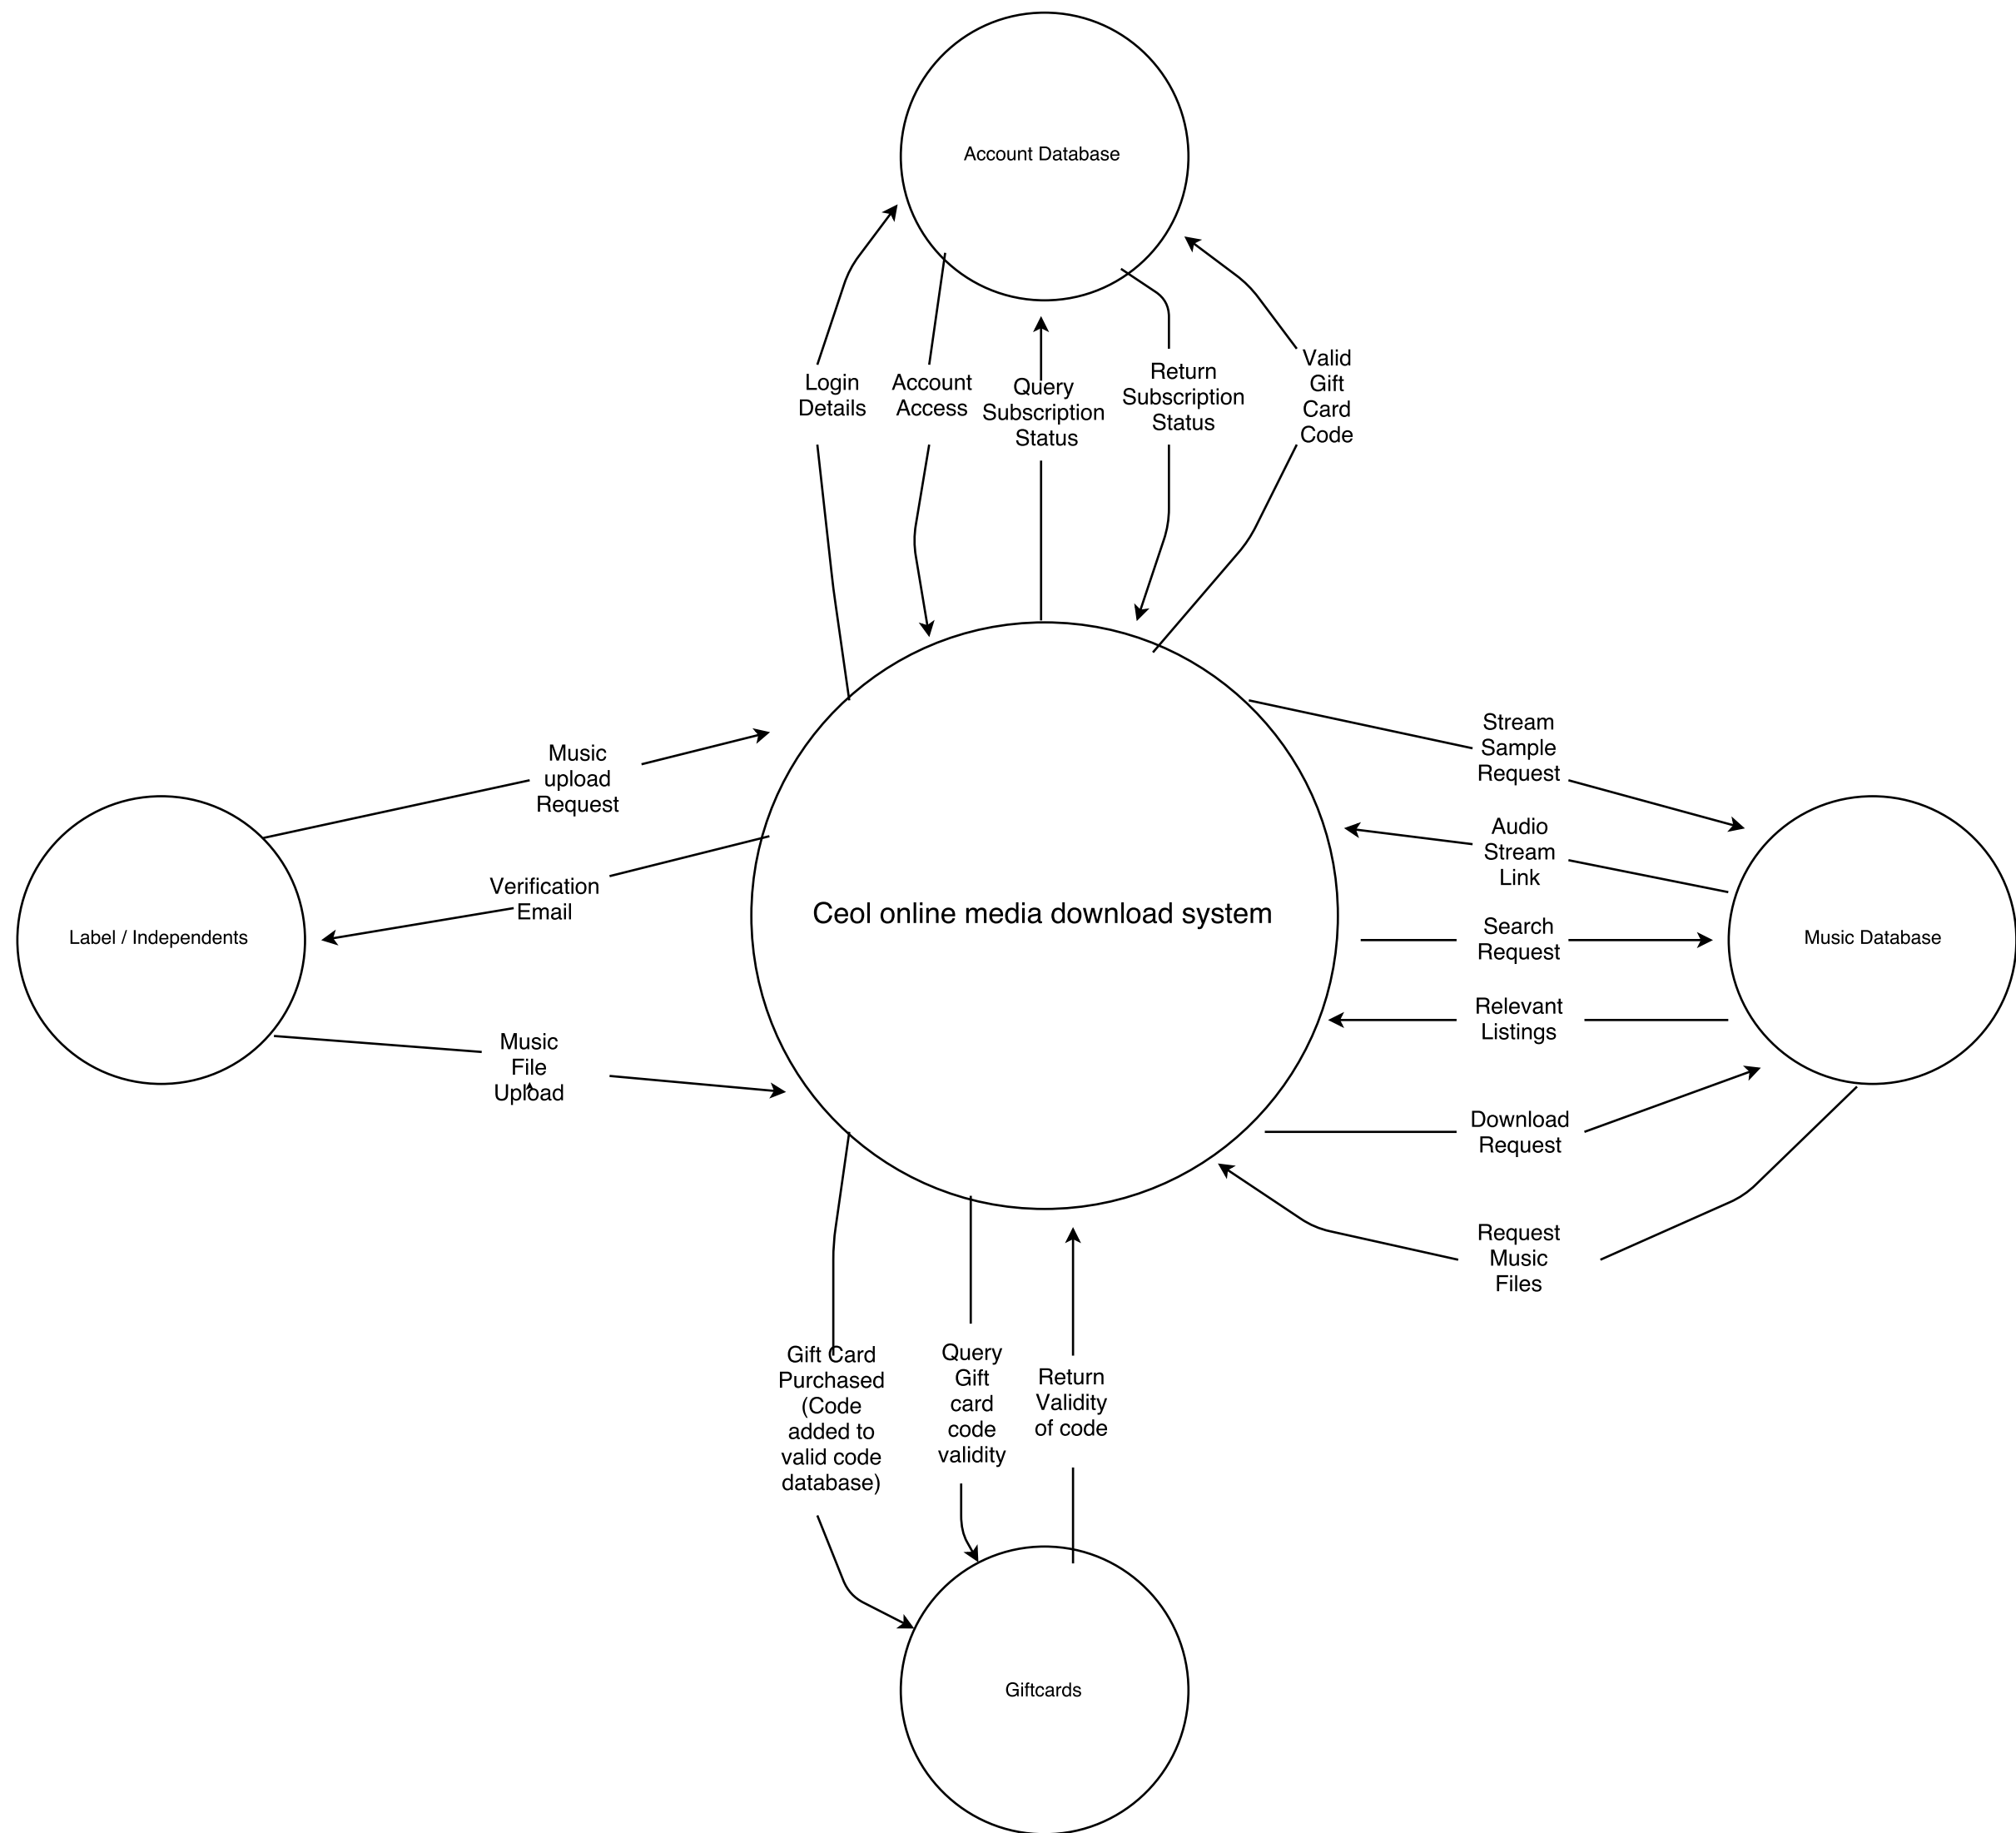 Account Database
Login
Details
Account
Access
Query
Subscription
Status
Return
Subscription
Status
Valid
Gift
Card
Code
Music
upload
Request
Verification
Email
Label / Independents
Music
File
Upload
Ceol online media download system
Stream
Sample
Request
Audio
Stream
Link
Search
Request
Relevant
Listings
Download
Request
Request
Music
Files
Music Database
Gift Card
Purchased
(Code
added to
valid code
database)
Query
Gift
card
code
validity
Return
Validity
of code
Giftcards